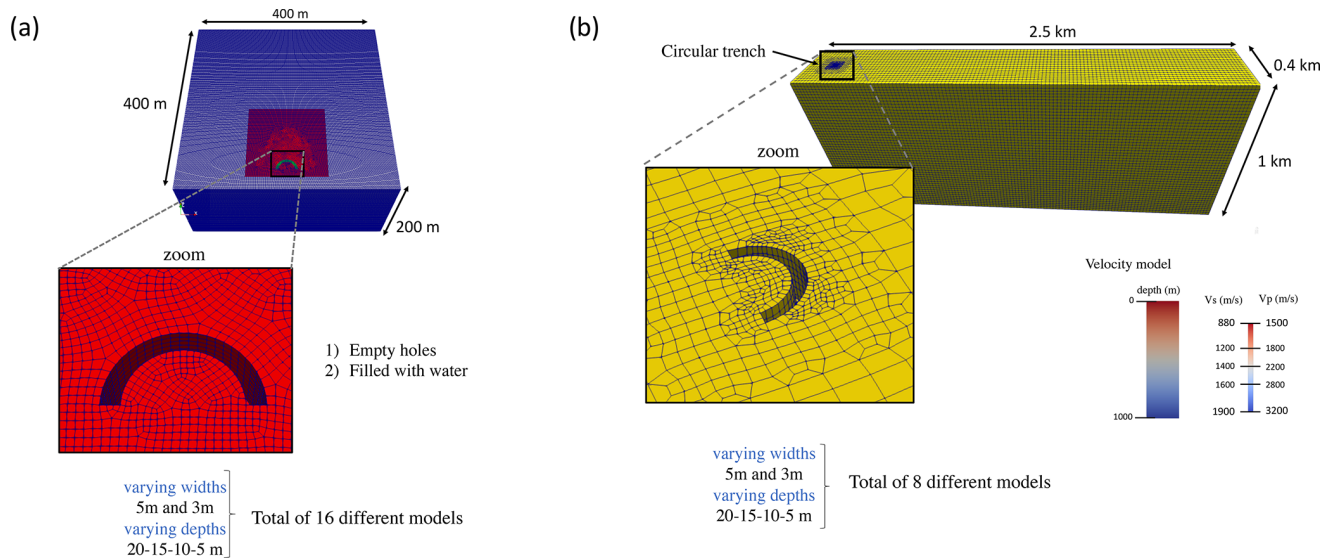 (a)
400 m
400 m
200 m
zoom
1) Empty holes
2) Filled with water
varying widths
5m and 3m
varying depths
20-15-10-5 m
Total of 16 different models
(b)
Circular trench
2.5 km
0.4 km
1 km
zoom
Velocity model
depth (m)
0
1000
Vs (m/s) Vp (m/s)
880 1500
1200 1800
1400 2200
1600 2800
1900 3200
varying widths
5m and 3m
varying depths
20-15-10-5 m
Total of 8 different models